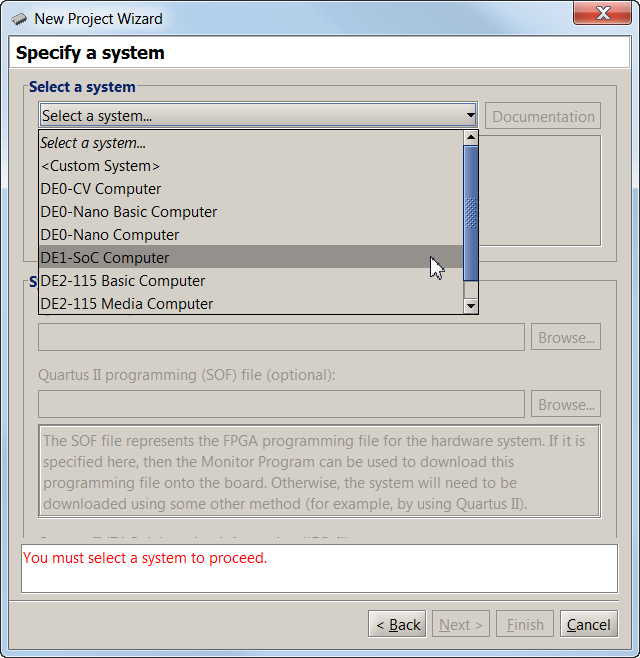 New Project Wizard
Specify a system
Select a system
Select a system...
Documentation
Select a system...
<Custom System>
DE0-CV Computer
DE0-Nano Basic Computer
DE0-Nano Computer
DE1-SoC Computer
DE2-115 Basic Computer
DE2-115 Media Computer
Browse...
Quartus II programming (SOF) file (optional):
Browse...
The SOF file represents the FPGA programming file for the hardware system. If it is
specified here, then the Monitor Program can be used to download this
programming file onto the board. Otherwise, the system will need to be
downloaded using some other method (for example, by using Quartus II).
You must select a system to proceed.
< Back
Next >
Finish
Cancel